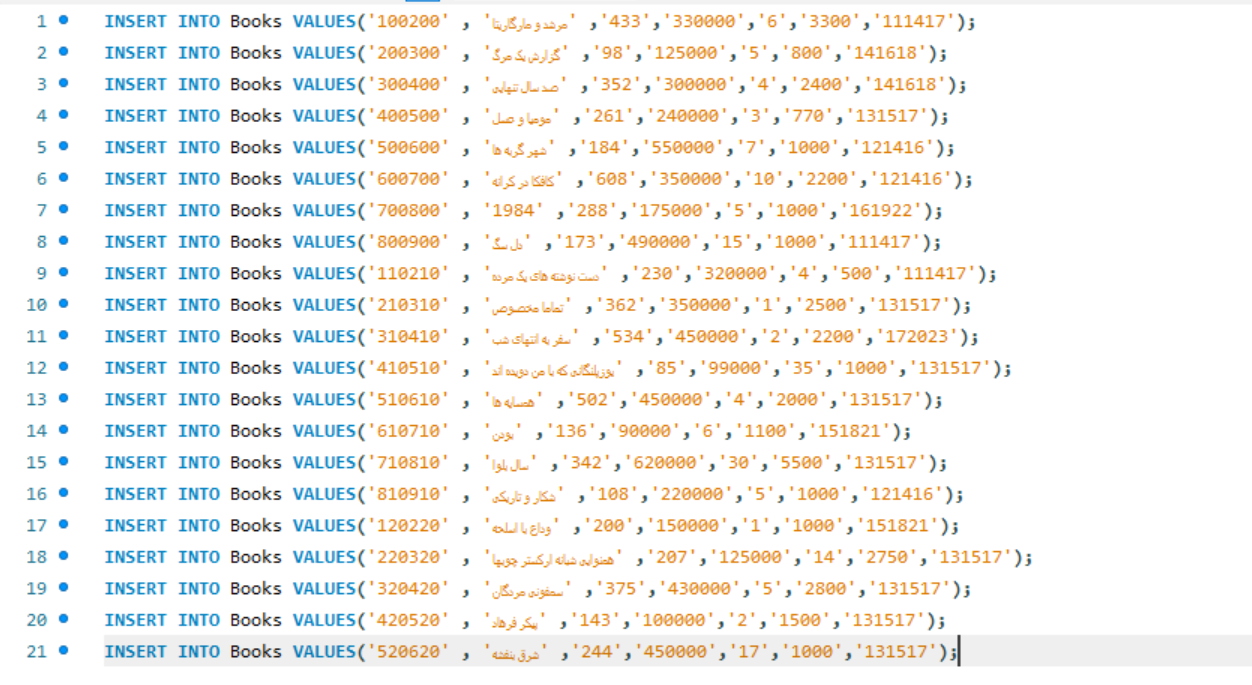 1 INSERT INTO Books VALUES('100200' , 'مرشد و مارگاریتا' ,'433','330000','6','3300','111417');
2 INSERT INTO Books VALUES('200300' , 'گزارش یک مرگ' ,'98','125000','5','800','141618');
3 INSERT INTO Books VALUES('300400' , 'صد سال تنهایی' ,'352','300000','4','2400','141618');
4 INSERT INTO Books VALUES('400500' , 'مومیا و عسل' ,'261','240000','3','770','131517');
5 INSERT INTO Books VALUES('500600' , 'شهر گربه ها' ,'184','550000','7','1000','121416');
6 INSERT INTO Books VALUES('600700' , 'کافکا در کرانه' ,'608','350000','10','2200','121416');
7 INSERT INTO Books VALUES('700800' , '1984' ,'288','175000','5','1000','161922');
8 INSERT INTO Books VALUES('800900' , 'دل سگ' ,'173','490000','15','1000','111417');
9 INSERT INTO Books VALUES('110210' , 'دست نوشته های یک مرده' ,'230','320000','4','500','111417');
10 INSERT INTO Books VALUES('210310' , 'تماما مخصوص' ,'362','350000','1','2500','131517');
11 INSERT INTO Books VALUES('310410' , 'سفر به انتهای شب' ,'534','450000','2','2200','172023');
12 INSERT INTO Books VALUES('410510' , 'یوزپلنگانی که با من دویده اند' ,'85','99000','35','1000','131517');
13 INSERT INTO Books VALUES('510610' , 'همسایه ها' ,'502','450000','4','2000','131517');
14 INSERT INTO Books VALUES('610710' , 'بودن' ,'136','90000','6','1100','151821');
15 INSERT INTO Books VALUES('710810' , 'سال بلوا' ,'342','620000','30','5500','131517');
16 INSERT INTO Books VALUES('810910' , 'شکار و تاریکی' ,'108','220000','5','1000','121416');
17 INSERT INTO Books VALUES('120220' , 'وداع با اسلحه' ,'200','150000','1','1000','151821');
18 INSERT INTO Books VALUES('220320' , 'همنوایی شبانه ارکستر چوبها' ,'207','125000','14','2750','131517');
19 INSERT INTO Books VALUES('320420' , 'سمفونی مردگان' ,'375','430000','5','2800','131517');
20 INSERT INTO Books VALUES('420520' , 'پیکر فرهاد' ,'143','100000','2','1500','131517');
21 INSERT INTO Books VALUES('520620' , 'شرق بنفشه' ,'244','450000','17','1000','131517');